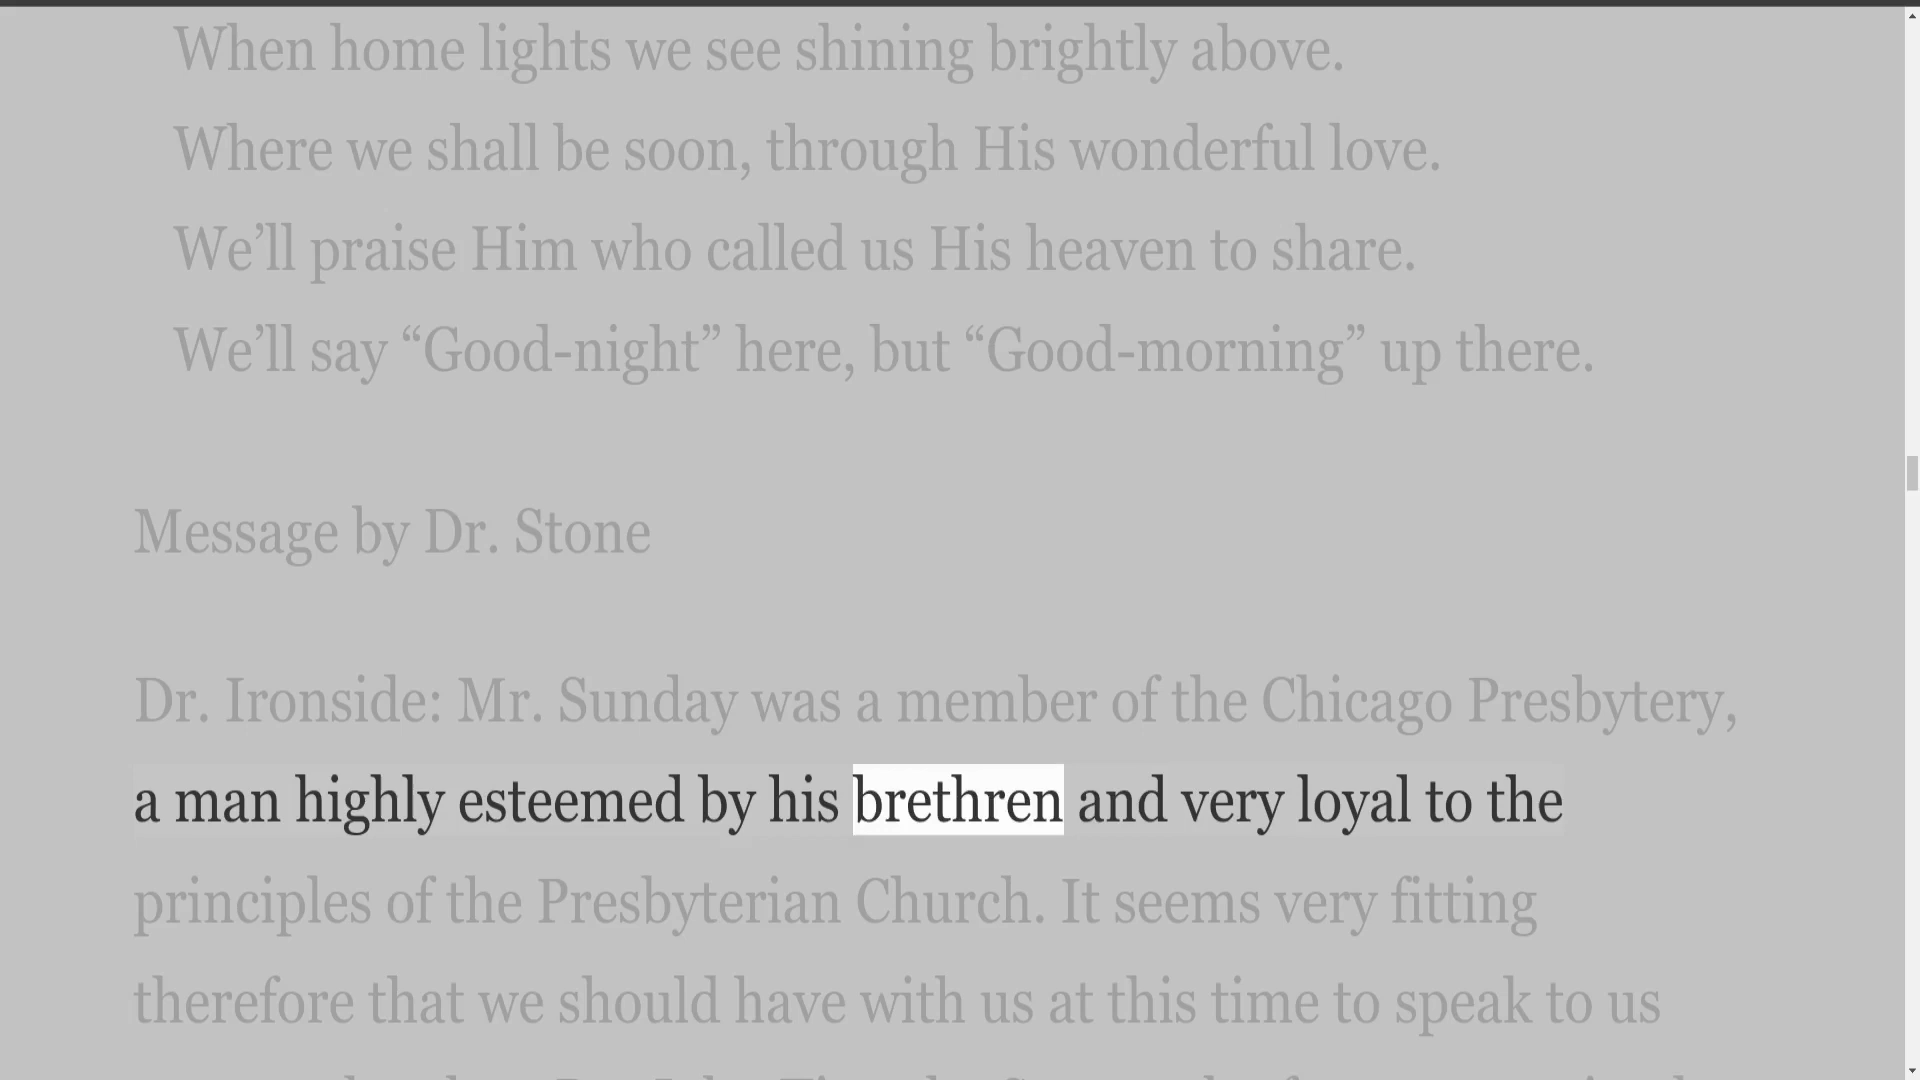 When home lights we see shining brightly above.
Where we shall be soon, through His wonderful love.
We’ll praise Him who called us His heaven to share.
We’ll say “Good-night” here, but “Good-morning” up there.
Message by Dr. Stone
Dr. Ironside: Mr. Sunday was a member of the Chicago Presbytery,
a man highly esteemed by his brethren and very loyal to the
principles of the Presbyterian Church. It seems very fitting
therefore that we should have with us at this time to speak to us